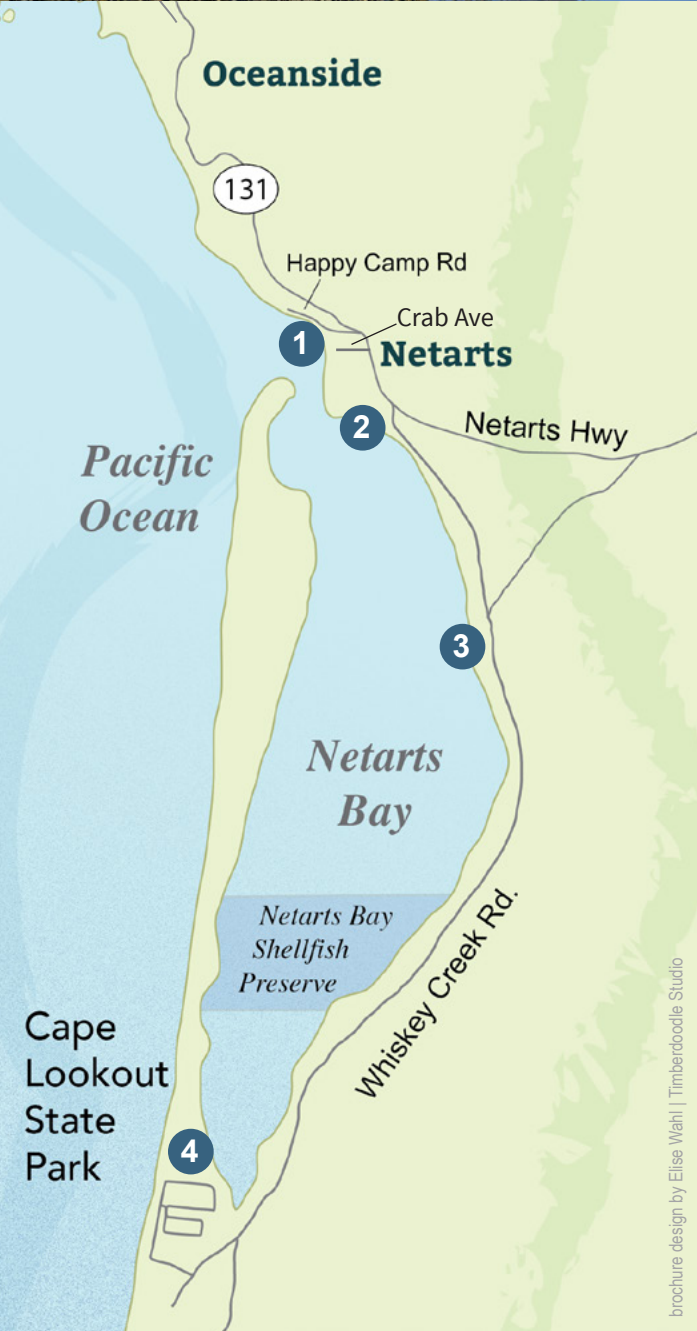 Oceanside
131
Happy Camp Rd
Crab Ave
1
Netarts
2
Netarts Hwy
Pacific
Ocean
3
Netarts
Bay
Netarts Bay
Shellfish
Preserve
Whiskey Creek Rd.
Cape
Lookout
State
Park
4
brochure design by Elise Wahl | Timberdoodle Studio